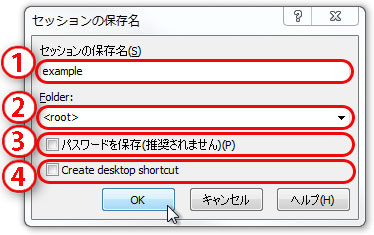 セッションの保存名
セッションの保存名(S)
1
example
Folder:
2
<root>
3
パスワードを保存(推奨されません)(P)
4
Create desktop shortcut
OK
キャンセル
ヘルプ(H)